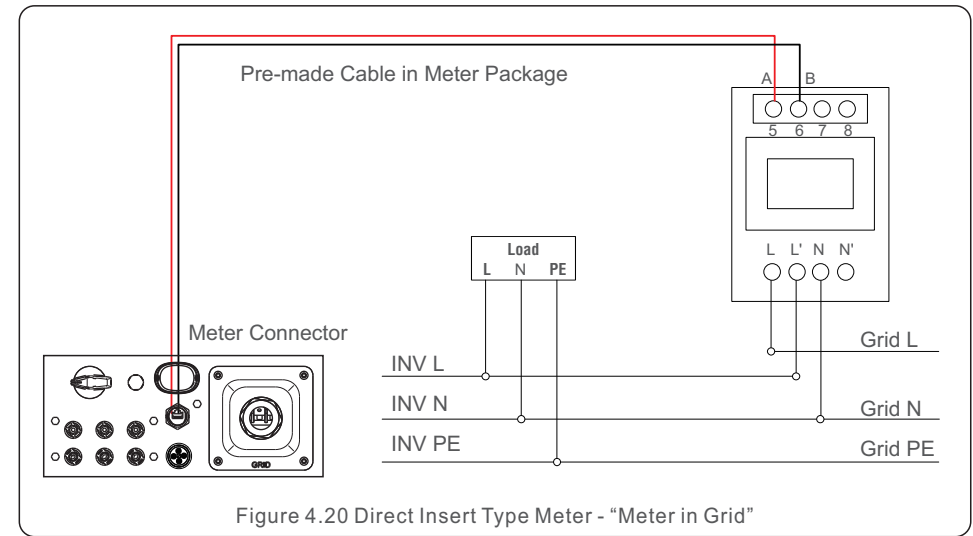 Pre-made Cable in Meter Package
A B
5 6 7 8
Load
L N PE
L L' N N'
Meter Connector
Grid L
INV L
INV N
Grid N
INV PE
Grid PE
GRID
Figure 4.20 Direct Insert Type Meter - “Meter in Grid”